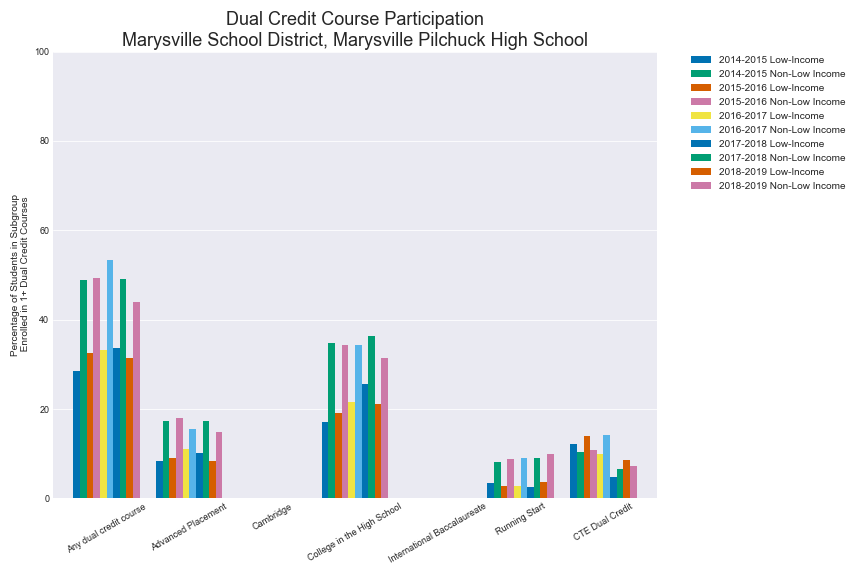 Dual Credit Course Participation
Marysville School District, Marysville Pilchuck High School
Percentage of Students in Subgroup
Enrolled in 1+ Dual Credit Courses
100
80
60
40
20
0
Any dual credit course
Advanced Placement
Cambridge
College in the High School
International Baccalaureate
Running Start
CTE Dual Credit
2014-2015 Low-Income
2014-2015 Non-Low Income
2015-2016 Low-Income
2015-2016 Non-Low Income
2016-2017 Low-Income
2016-2017 Non-Low Income
2017-2018 Low-Income
2017-2018 Non-Low Income
2018-2019 Low-Income
2018-2019 Non-Low Income